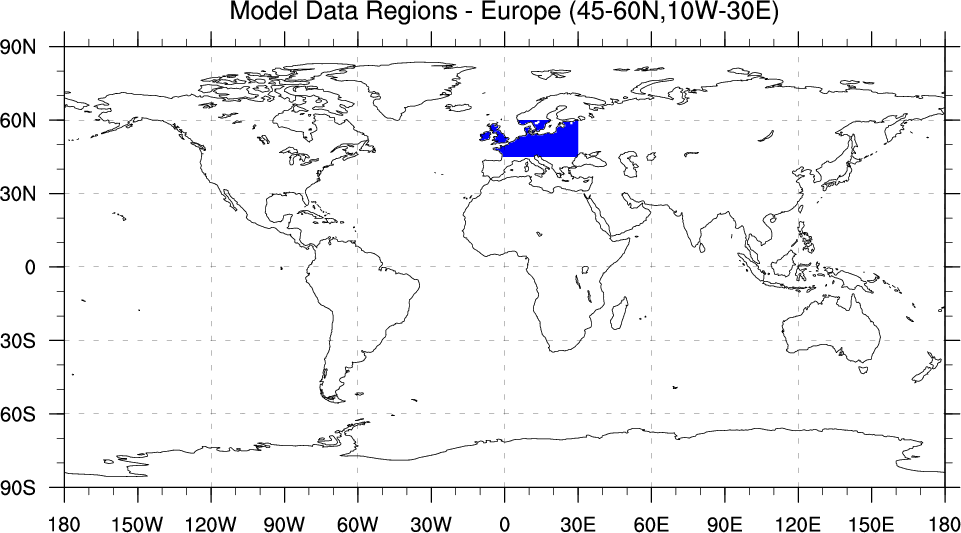 Model Data Regions - Europe (45-60N,10W-30E)
90N
60N
30N
0
30S
60S
90S
180 150W 120W 90W 60W 30W 0 30E 60E 90E 120E 150E 180